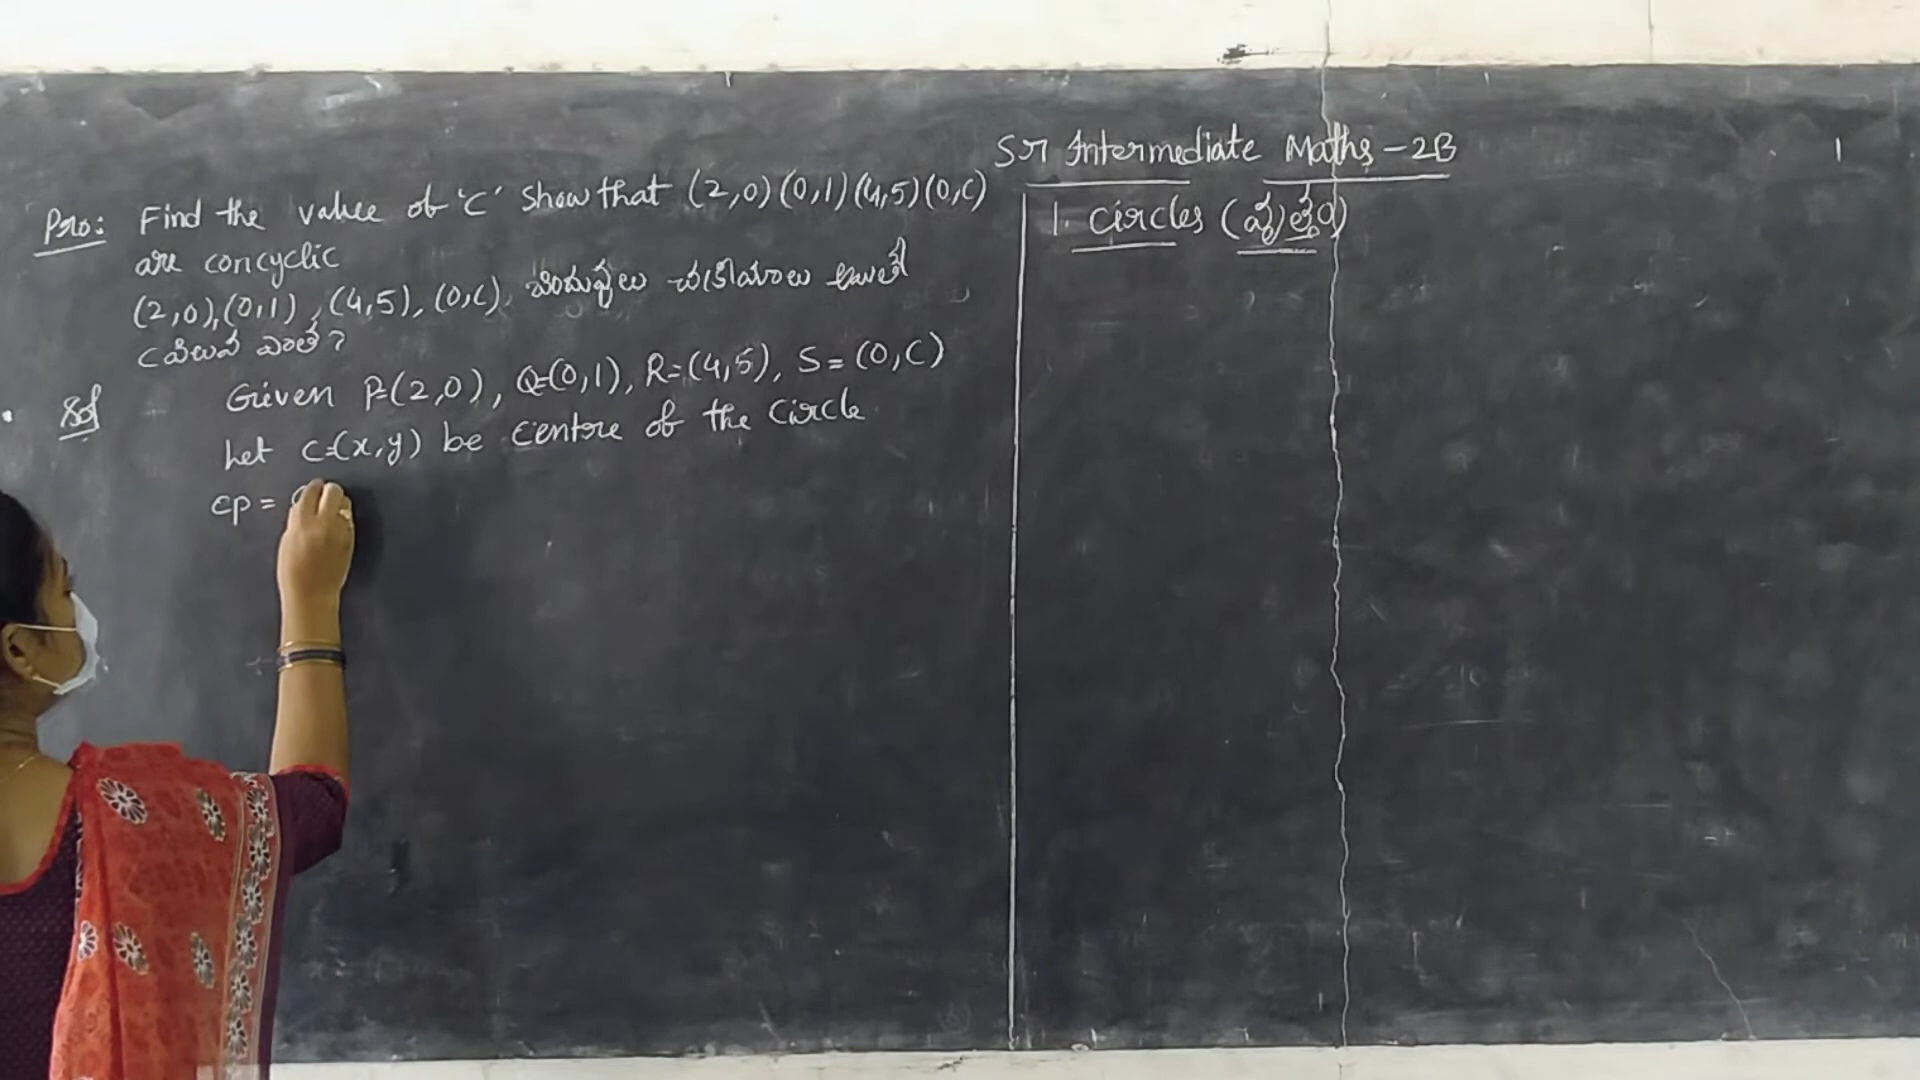 Sr Intermediate Maths - 2B
1. Circles (వృత్తం)
Pro: Find the value of 'C' show that (2,0) (0,1) (4,5) (0,C)
are concyclic
(2,0), (0,1), (4,5), (0,C) బిందువులు చక్రీయాలు అయితే
C విలువ ఎంత?
Sol Given P=(2,0), Q=(0,1), R=(4,5), S=(0,C)
Let C=(x,y) be centre of the circle
CP =